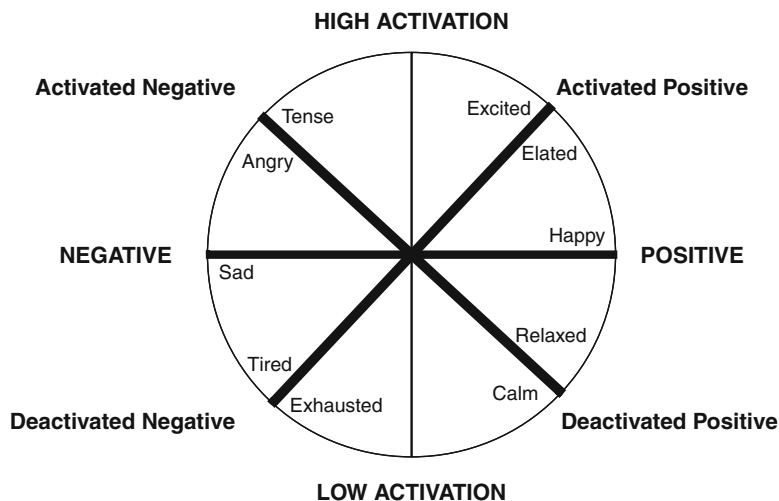 HIGH ACTIVATION
Activated Negative
Activated Positive
Tense
Excited
Angry
Elated
NEGATIVE
Happy
POSITIVE
Sad
Relaxed
Tired
Calm
Exhausted
Deactivated Negative
Deactivated Positive
LOW ACTIVATION